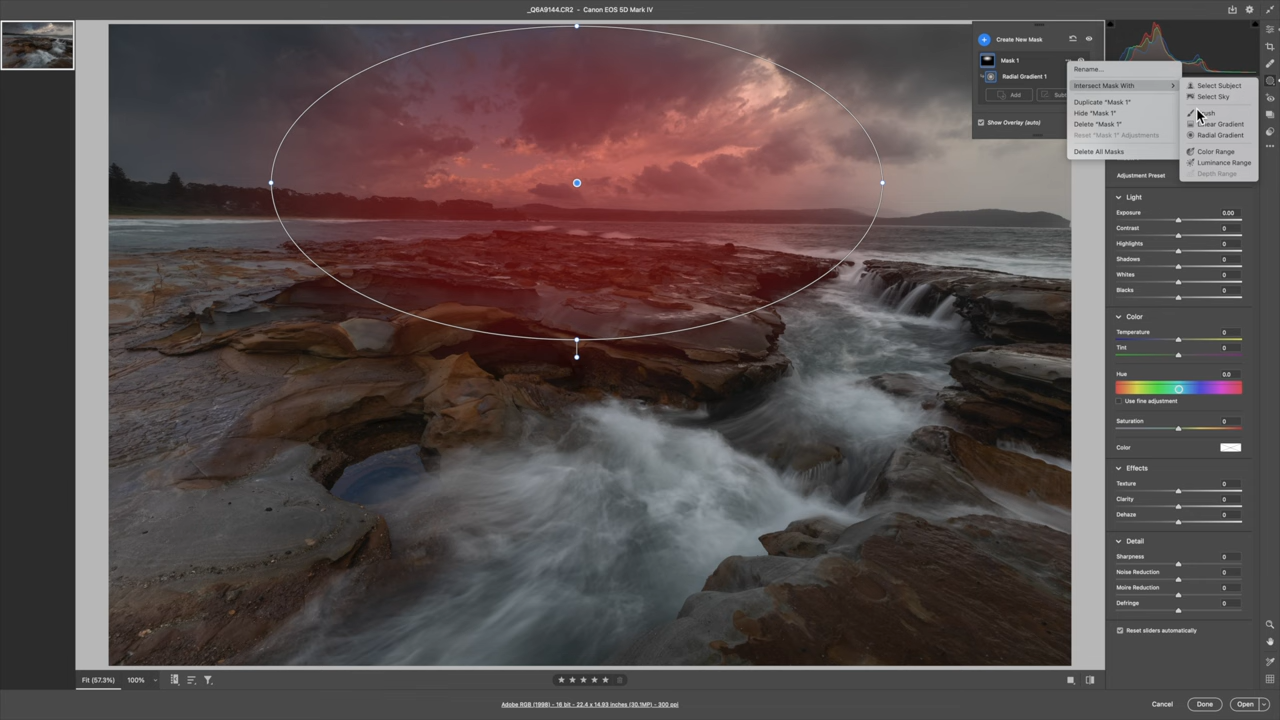 _Q6A9144.CR2 - Canon EOS 5D Mark IV
Create New Mask
Mask 1
Radial Gradient 1
Add
Show Overlay (auto)
Rename...
Intersect Mask With
Duplicate "Mask 1"
Hide "Mask 1"
Delete "Mask 1"
Reset "Mask 1" Adjustments
Delete All Masks
Select Subject
Select Sky
Linear Gradient
Radial Gradient
Color Range
Luminance Range
Depth Range
Adjustment Preset
Light
Exposure 0.00
Contrast 0
Highlights 0
Shadows 0
Whites 0
Blacks 0
Color
Temperature 0
Tint 0
Hue 0.0
Use fine adjustment
Saturation 0
Color
Effects
Texture 0
Clarity 0
Dehaze 0
Detail
Sharpness 0
Noise Reduction 0
Moire Reduction 0
Defringe 0
Reset sliders automatically
Fit (57.3%) 100%
Adobe RGB (1998) - 16 bit - 22.4 x 14.93 inches (30.1MP) - 300 ppi
Cancel Done Open